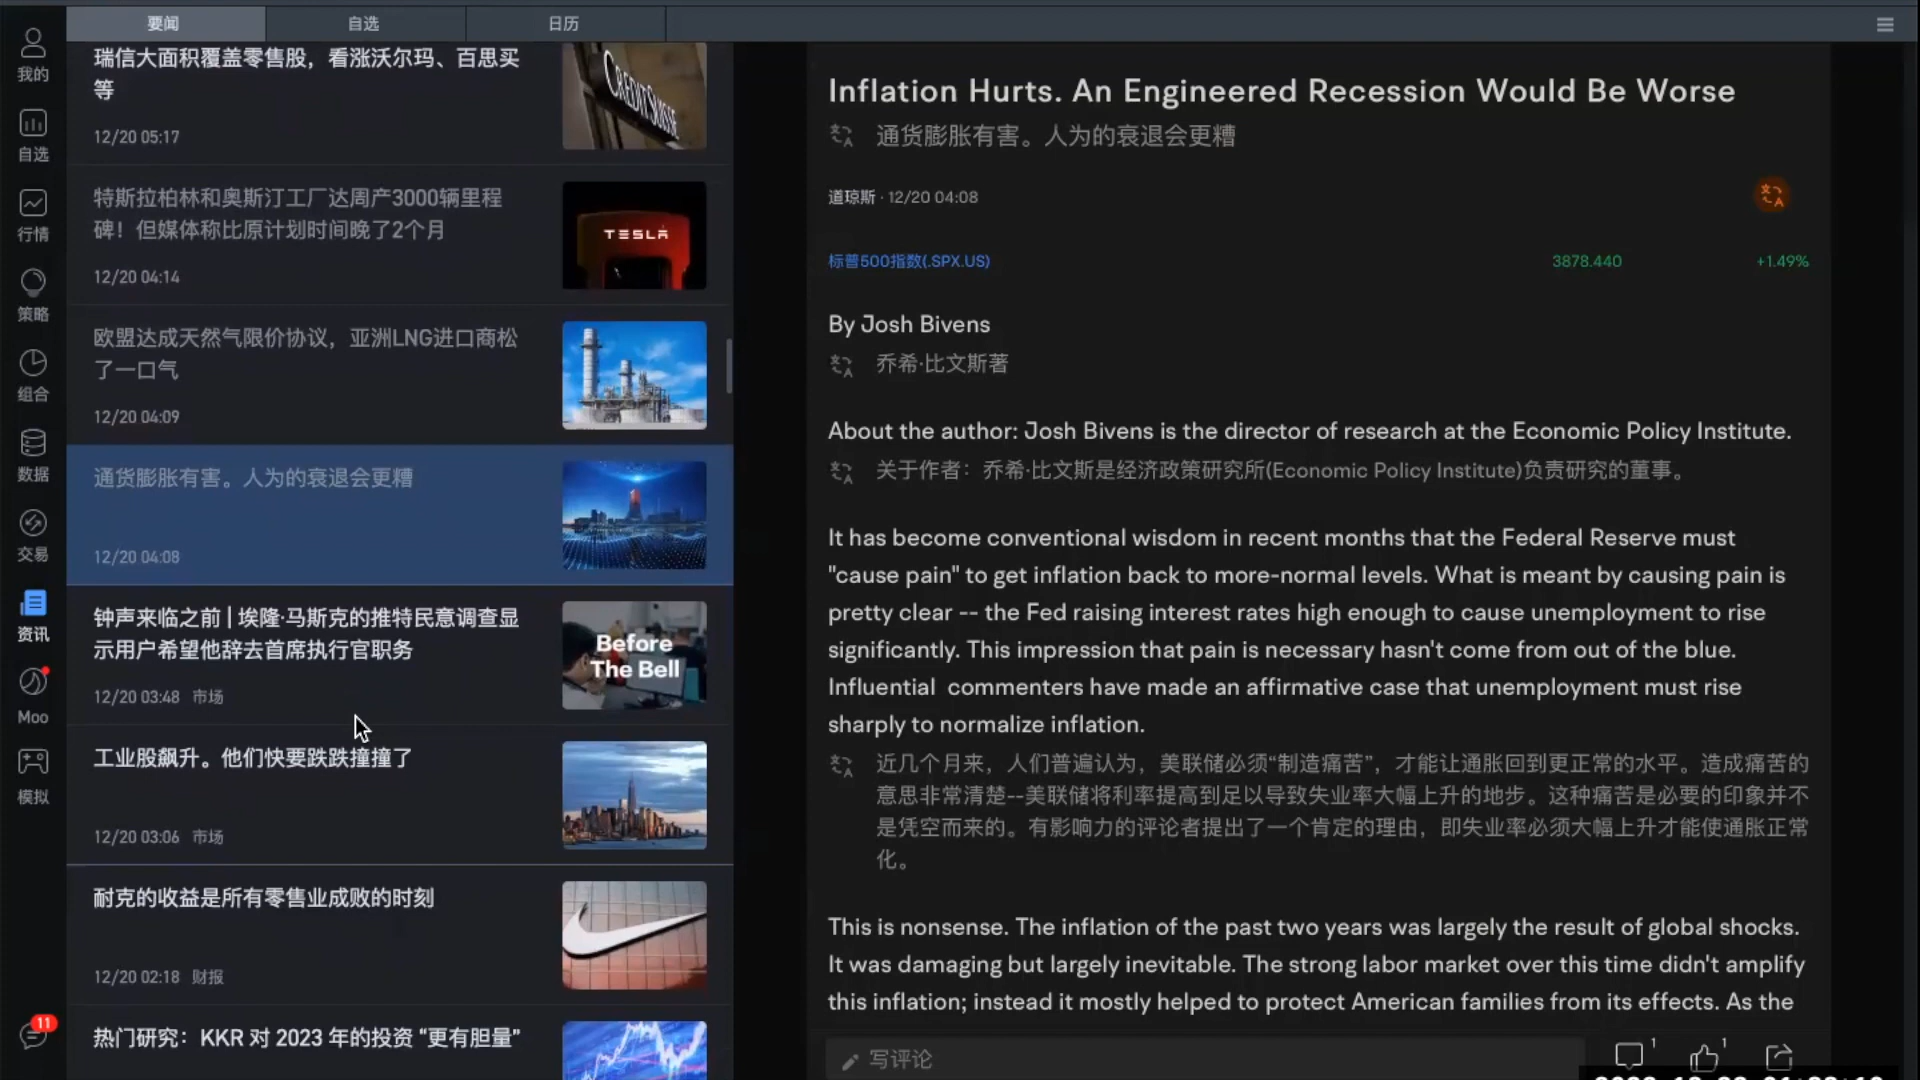 要闻
自选
日历
我的
自选
行情
策略
组合
数据
交易
资讯
Moo
模拟
11
瑞信大面积覆盖零售股，看涨沃尔玛、百思买
等
12/20 05:17
CREDIT SUISSE
特斯拉柏林和奥斯汀工厂达周产3000辆里程
碑！但媒体称比原计划时间晚了2个月
12/20 04:14
TESLA
欧盟达成天然气限价协议，亚洲LNG进口商松
了一口气
12/20 04:09
通货膨胀有害。人为的衰退会更糟
12/20 04:08
钟声来临之前 | 埃隆·马斯克的推特民意调查显
示用户希望他辞去首席执行官职务
12/20 03:48 市场
Before
The Bell
工业股飙升。他们快要跌跌撞撞了
12/20 03:06 市场
耐克的收益是所有零售业成败的时刻
12/20 02:18 财报
热门研究：KKR 对 2023 年的投资 “更有胆量”
Inflation Hurts. An Engineered Recession Would Be Worse
通货膨胀有害。人为的衰退会更糟
道琼斯 · 12/20 04:08
标普500指数(.SPX.US) 3878.440 +1.49%
By Josh Bivens
乔希·比文斯著
About the author: Josh Bivens is the director of research at the Economic Policy Institute.
关于作者：乔希·比文斯是经济政策研究所(Economic Policy Institute)负责研究的董事。
It has become conventional wisdom in recent months that the Federal Reserve must
"cause pain" to get inflation back to more-normal levels. What is meant by causing pain is
pretty clear -- the Fed raising interest rates high enough to cause unemployment to rise
significantly. This impression that pain is necessary hasn't come from out of the blue.
Influential commenters have made an affirmative case that unemployment must rise
sharply to normalize inflation.
近几个月来，人们普遍认为，美联储必须“制造痛苦”，才能让通胀回到更正常的水平。造成痛苦的
意思非常清楚--美联储将利率提高到足以导致失业率大幅上升的地步。这种痛苦是必要的印象并不
是凭空而来的。有影响力的评论者提出了一个肯定的理由，即失业率必须大幅上升才能使通胀正常
化。
This is nonsense. The inflation of the past two years was largely the result of global shocks.
It was damaging but largely inevitable. The strong labor market over this time didn't amplify
this inflation; instead it mostly helped to protect American families from its effects. As the
写评论
1
1